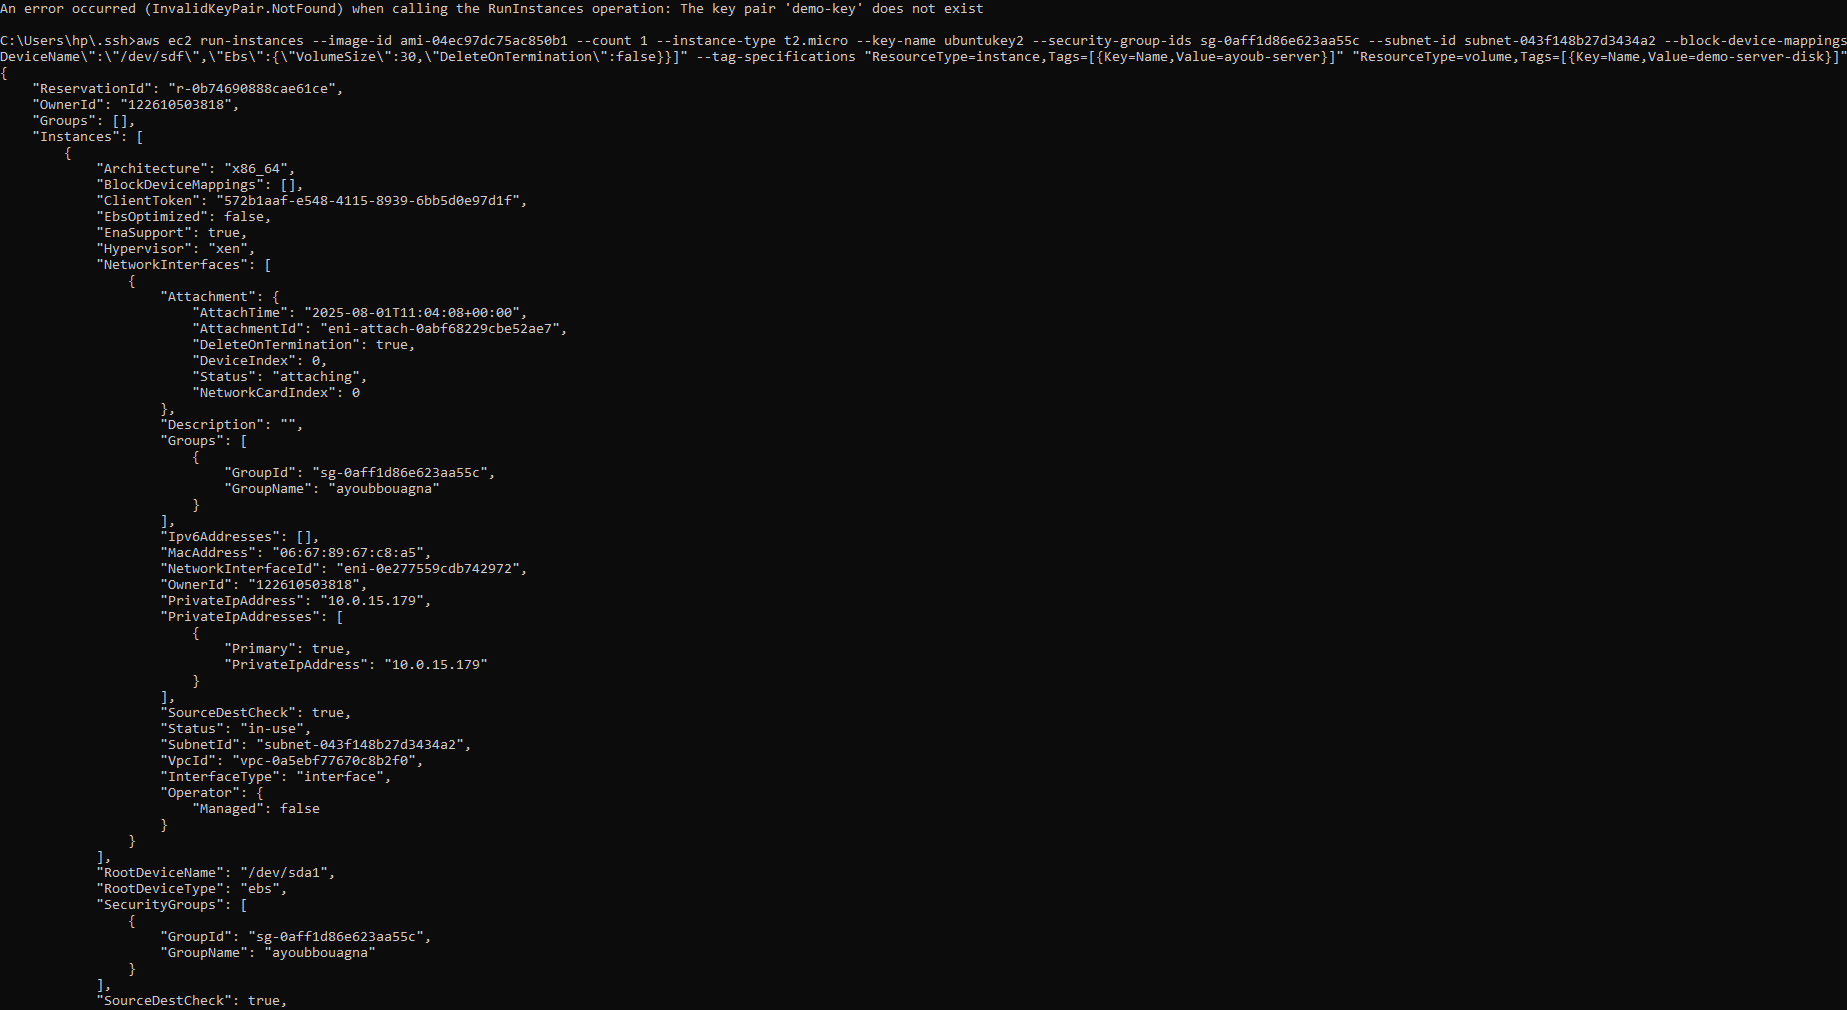 An error occurred (InvalidKeyPair.NotFound) when calling the RunInstances operation: The key pair 'demo-key' does not exist
C:\Users\hp\.ssh>aws ec2 run-instances --image-id ami-04ec97dc75ac850b1 --count 1 --instance-type t2.micro --key-name ubuntukey2 --security-group-ids sg-0aff1d86e623aa55c --subnet-id subnet-043f148b27d3434a2 --block-device-mappings
DeviceName\":\"/dev/sdf\",\"Ebs\":{\"VolumeSize\":30,\"DeleteOnTermination\":false}}]" --tag-specifications "ResourceType=instance,Tags=[{Key=Name,Value=ayoub-server}]" "ResourceType=volume,Tags=[{Key=Name,Value=demo-server-disk}]"
{
    "ReservationId": "r-0b74690888cae61ce",
    "OwnerId": "122610503818",
    "Groups": [],
    "Instances": [
        {
            "Architecture": "x86_64",
            "BlockDeviceMappings": [],
            "ClientToken": "572b1aaf-e548-4115-8939-6bb5d0e97d1f",
            "EbsOptimized": false,
            "EnaSupport": true,
            "Hypervisor": "xen",
            "NetworkInterfaces": [
                {
                    "Attachment": {
                        "AttachTime": "2025-08-01T11:04:08+00:00",
                        "AttachmentId": "eni-attach-0abf68229cbe52ae7",
                        "DeleteOnTermination": true,
                        "DeviceIndex": 0,
                        "Status": "attaching",
                        "NetworkCardIndex": 0
                    },
                    "Description": "",
                    "Groups": [
                        {
                            "GroupId": "sg-0aff1d86e623aa55c",
                            "GroupName": "ayoubbouagna"
                        }
                    ],
                    "Ipv6Addresses": [],
                    "MacAddress": "06:67:89:67:c8:a5",
                    "NetworkInterfaceId": "eni-0e277559cdb742972",
                    "OwnerId": "122610503818",
                    "PrivateIpAddress": "10.0.15.179",
                    "PrivateIpAddresses": [
                        {
                            "Primary": true,
                            "PrivateIpAddress": "10.0.15.179"
                        }
                    ],
                    "SourceDestCheck": true,
                    "Status": "in-use",
                    "SubnetId": "subnet-043f148b27d3434a2",
                    "VpcId": "vpc-0a5ebf77670c8b2f0",
                    "InterfaceType": "interface",
                    "Operator": {
                        "Managed": false
                    }
                }
            ],
            "RootDeviceName": "/dev/sda1",
            "RootDeviceType": "ebs",
            "SecurityGroups": [
                {
                    "GroupId": "sg-0aff1d86e623aa55c",
                    "GroupName": "ayoubbouagna"
                }
            ],
            "SourceDestCheck": true,